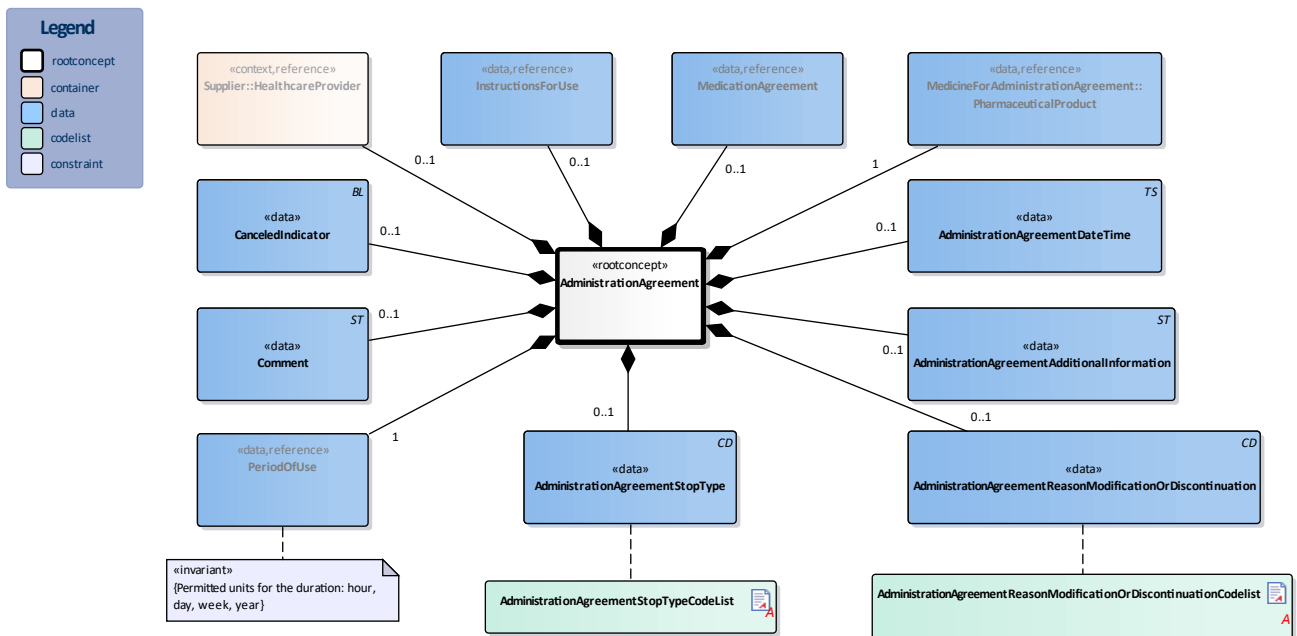 Legend
rootconcept
container
data
codelist
constraint
«context,reference»
Supplier::HealthcareProvider
«data,reference»
InstructionsForUse
«data,reference»
MedicationAgreement
«data,reference»
MedicineForAdministrationAgreement::
PharmaceuticalProduct
0..1
0..1
0..1
1
BL
«data»
CanceledIndicator
0..1
TS
«data»
AdministrationAgreementDateTime
0..1
«rootconcept»
AdministrationAgreement
ST
«data»
Comment
0..1
ST
«data»
AdministrationAgreementAdditionalInformation
0..1
«data,reference»
PeriodOfUse
1
CD
«data»
AdministrationAgreementStopType
0..1
CD
«data»
AdministrationAgreementReasonModificationOrDiscontinuation
0..1
«invariant»
{Permitted units for the duration: hour,
day, week, year}
AdministrationAgreementStopTypeCodeList
A
AdministrationAgreementReasonModificationOrDiscontinuationCodelist
A